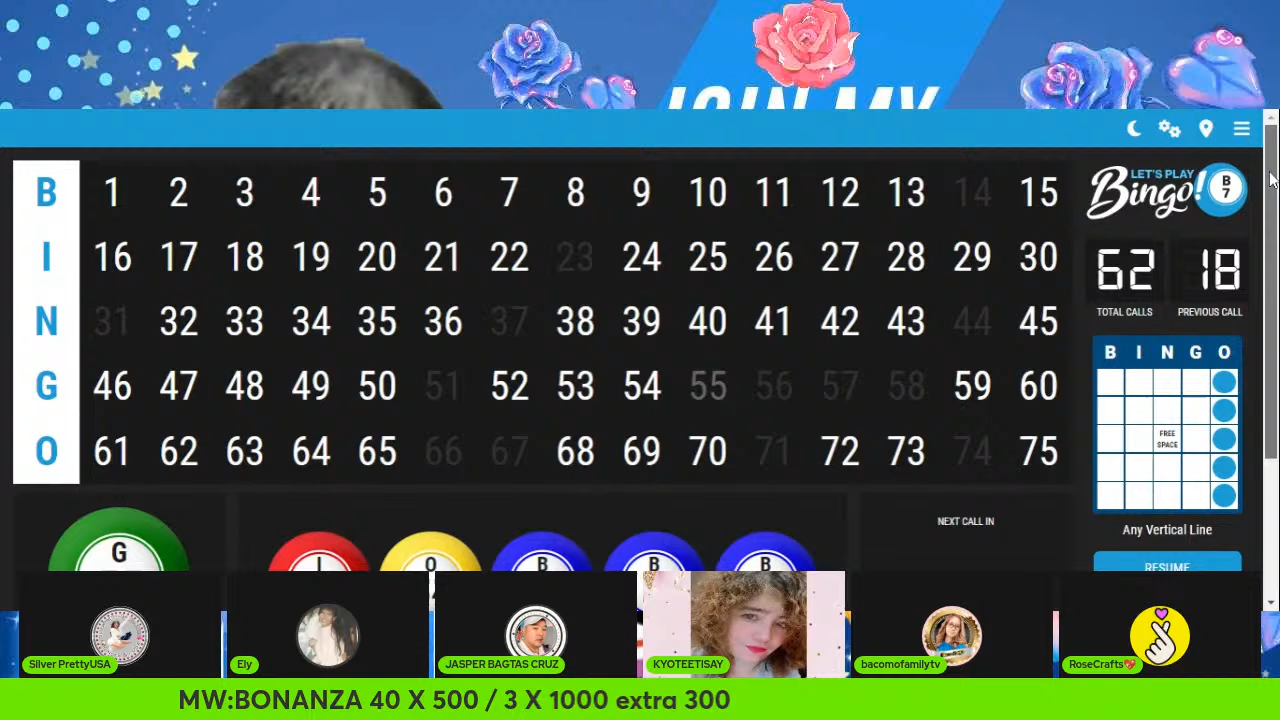 JOIN MY
B 1 2 3 4 5 6 7 8 9 10 11 12 13 14 15
I 16 17 18 19 20 21 22 23 24 25 26 27 28 29 30
N 31 32 33 34 35 36 37 38 39 40 41 42 43 44 45
G 46 47 48 49 50 51 52 53 54 55 56 57 58 59 60
O 61 62 63 64 65 66 67 68 69 70 71 72 73 74 75
LET'S PLAY
Bingo!
B
7
62 18
TOTAL CALLS PREVIOUS CALL
B I N G O
FREE
SPACE
Any Vertical Line
RESUME
NEXT CALL IN
G I O B B B
Silver PrettyUSA Ely JASPER BAGTAS CRUZ KYOTEETISAY bacomofamilytv RoseCrafts💖
MW:BONANZA 40 X 500 / 3 X 1000 extra 300